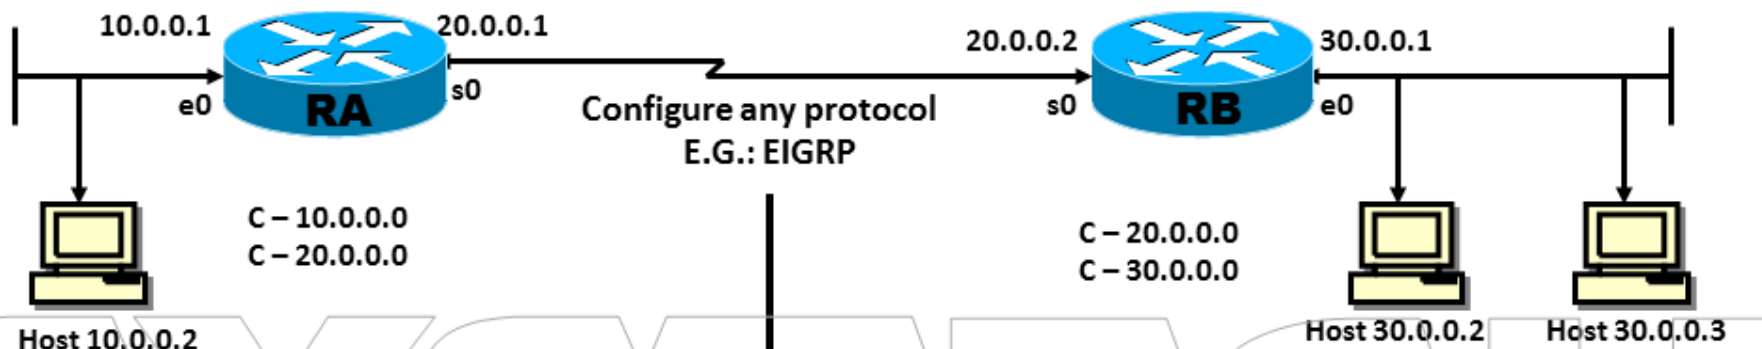 10.0.0.1
20.0.0.1
20.0.0.2
30.0.0.1
e0
RA
s0
Configure any protocol
E.G.: EIGRP
s0
RB
e0
C – 10.0.0.0
C – 20.0.0.0
C – 20.0.0.0
C – 30.0.0.0
Host 10.0.0.2
Host 30.0.0.2
Host 30.0.0.3